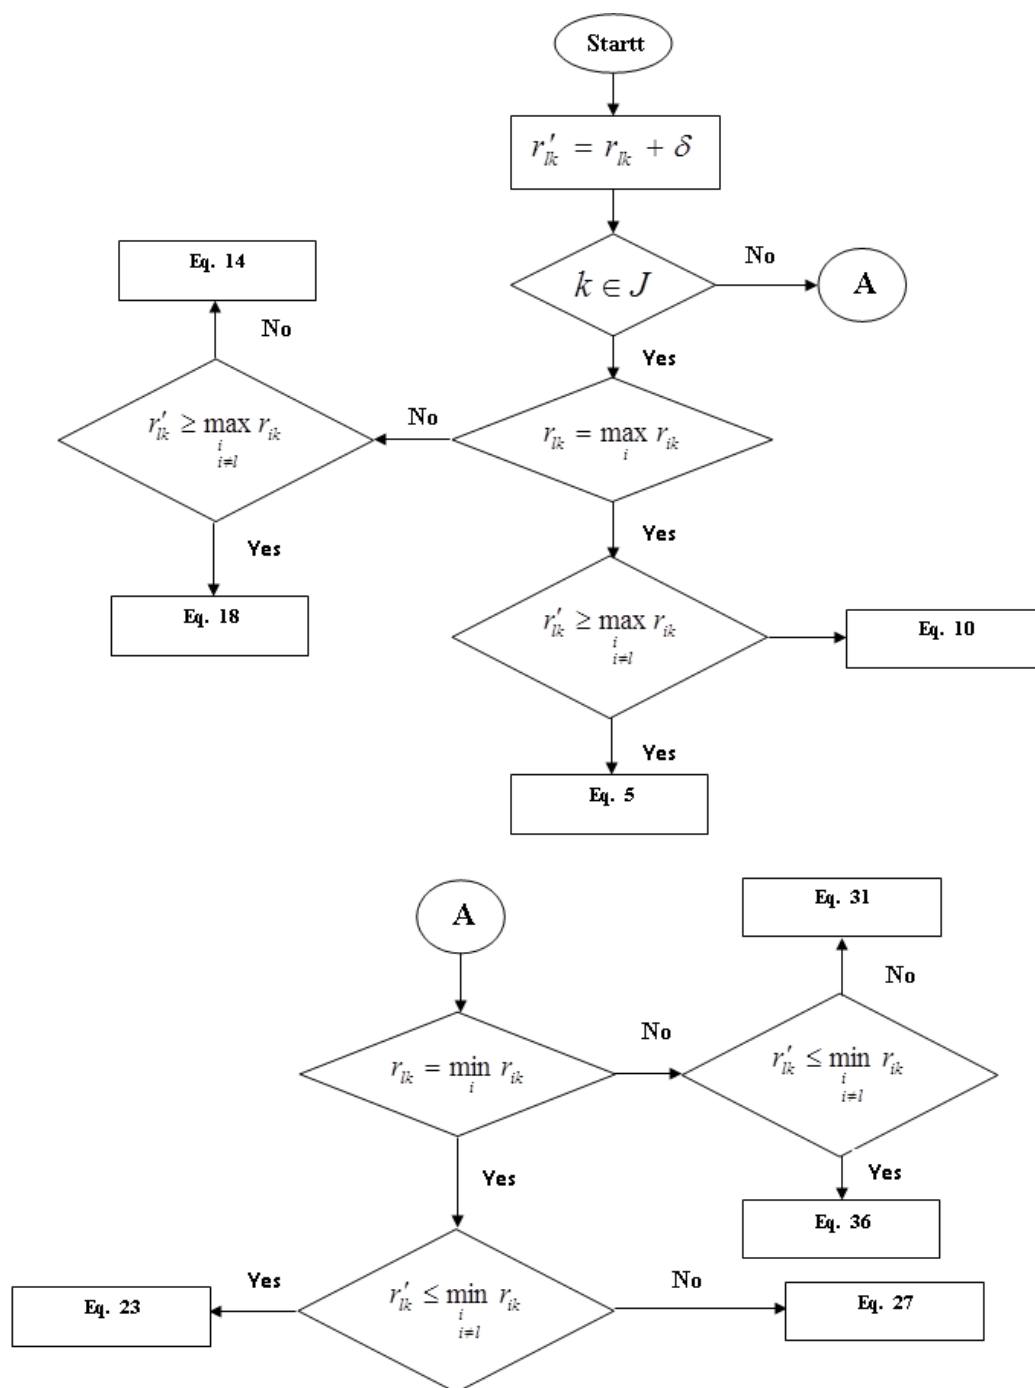 Startt
r′lk = rlk + δ
k ∈ J
No
A
Yes
Eq. 14
No
r′lk ≥ max rik
i
i≠l
No
rlk = max rik
i
Yes
Eq. 18
Yes
r′lk ≥ max rik
i
i≠l
Eq. 10
Yes
Eq. 5
A
Eq. 31
No
rlk = min rik
i
No
r′lk ≤ min rik
i
i≠l
Yes
Yes
Eq. 36
r′lk ≤ min rik
i
i≠l
Yes
Eq. 23
No
Eq. 27